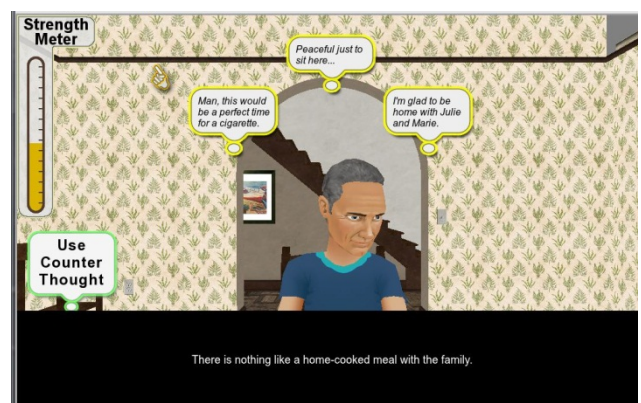 Strength
Meter
Peaceful just to
sit here...
Man, this would
be a perfect time
for a cigarette.
I'm glad to be
home with Julie
and Marie.
Use
Counter
Thought
There is nothing like a home-cooked meal with the family.